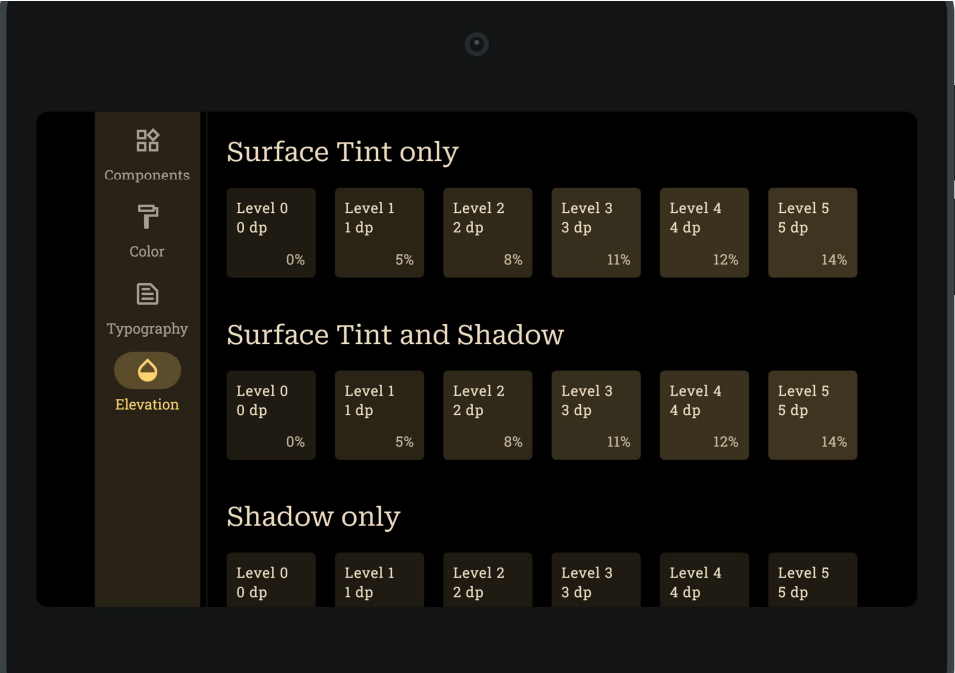 Components
Color
Typography
Elevation
Surface Tint only
Level 0
0 dp
0%
Level 1
1 dp
5%
Level 2
2 dp
8%
Level 3
3 dp
11%
Level 4
4 dp
12%
Level 5
5 dp
14%
Surface Tint and Shadow
Level 0
0 dp
0%
Level 1
1 dp
5%
Level 2
2 dp
8%
Level 3
3 dp
11%
Level 4
4 dp
12%
Level 5
5 dp
14%
Shadow only
Level 0
0 dp
Level 1
1 dp
Level 2
2 dp
Level 3
3 dp
Level 4
4 dp
Level 5
5 dp